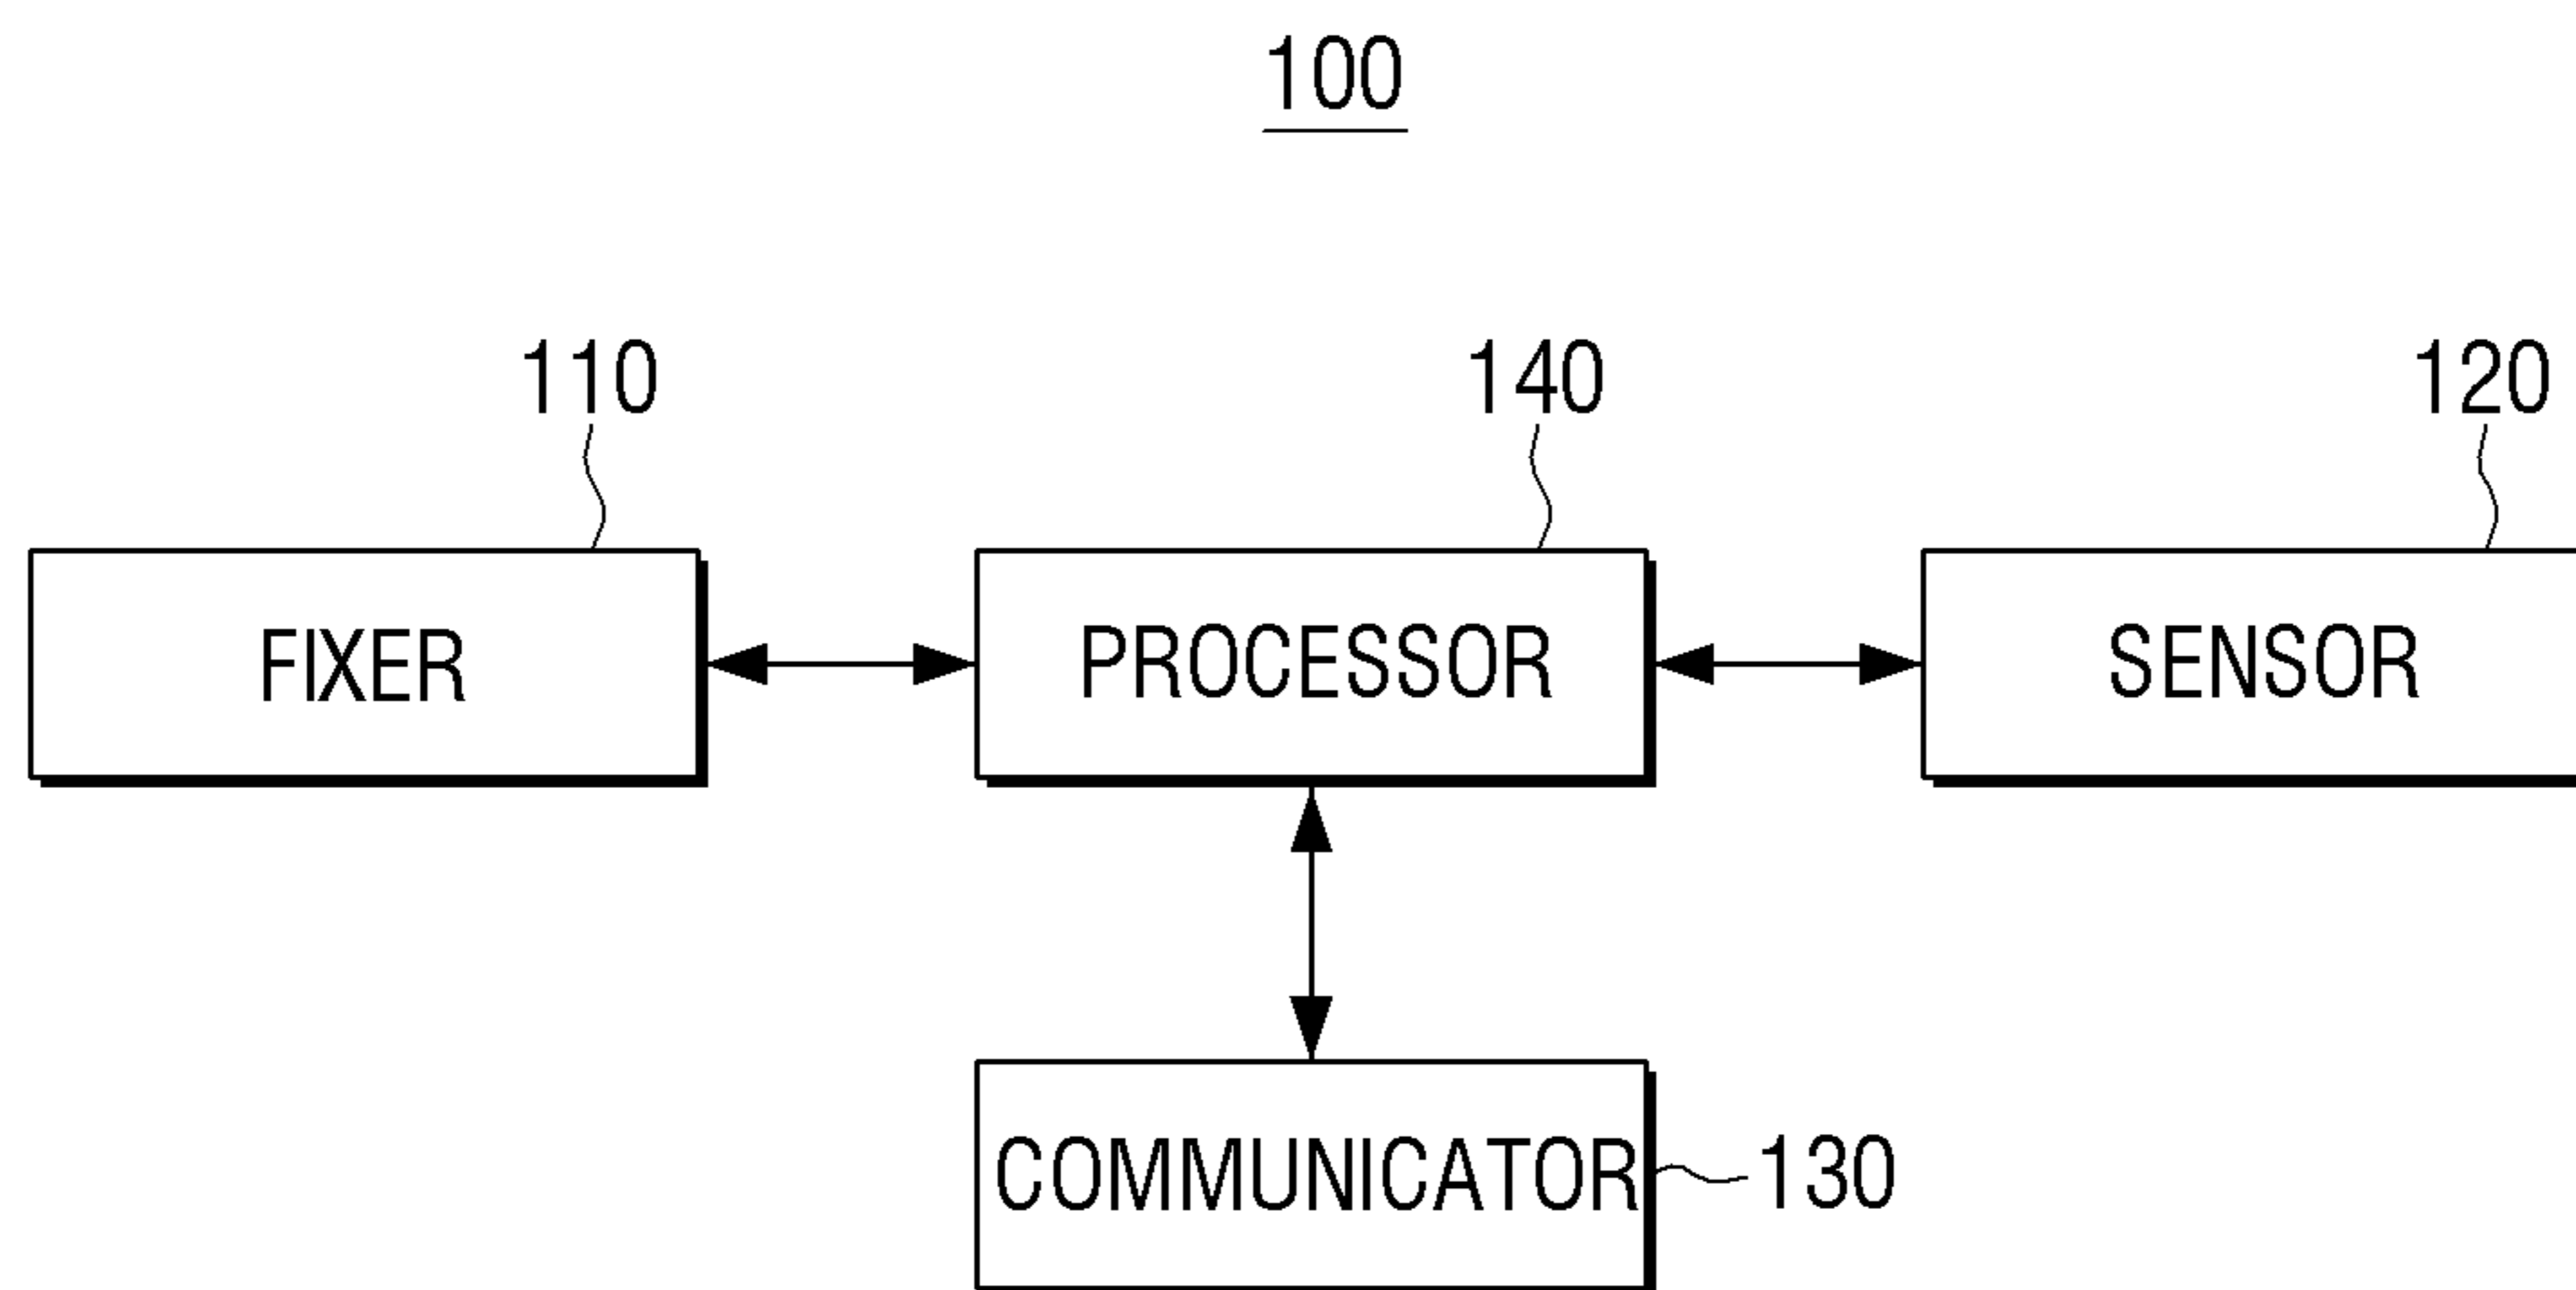 100
110
140
120
FIXER
PROCESSOR
SENSOR
COMMUNICATOR
130